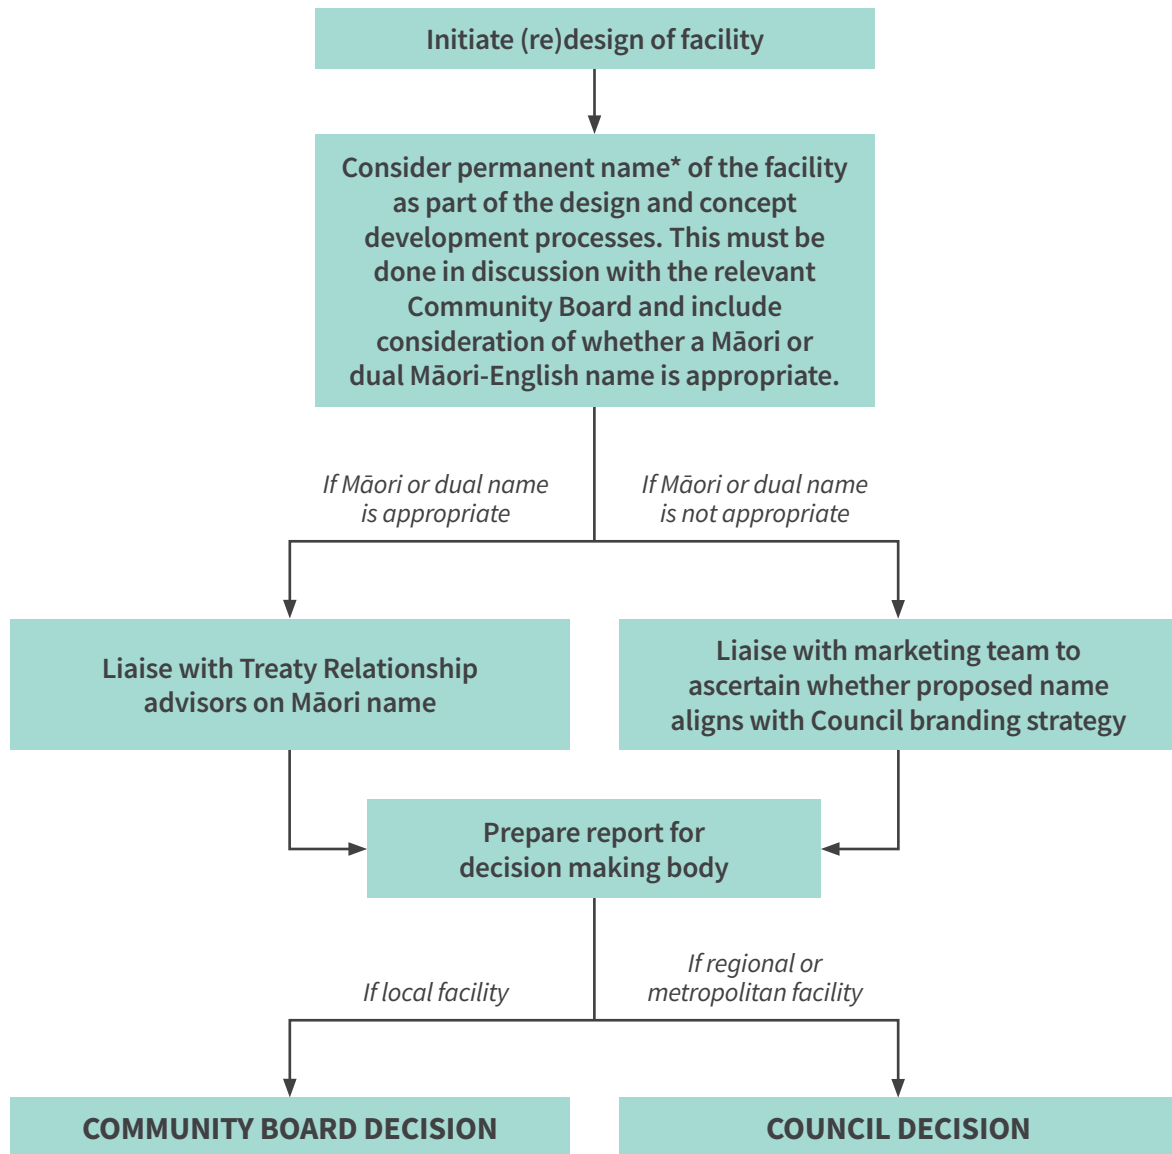 Initiate (re)design of facility
Consider permanent name* of the facility
as part of the design and concept
development processes. This must be
done in discussion with the relevant
Community Board and include
consideration of whether a Māori or
dual Māori-English name is appropriate.
If Māori or dual name
is appropriate
If Māori or dual name
is not appropriate
Liaise with Treaty Relationship
advisors on Māori name
Liaise with marketing team to
ascertain whether proposed name
aligns with Council branding strategy
Prepare report for
decision making body
If local facility
If regional or
metropolitan facility
COMMUNITY BOARD DECISION
COUNCIL DECISION